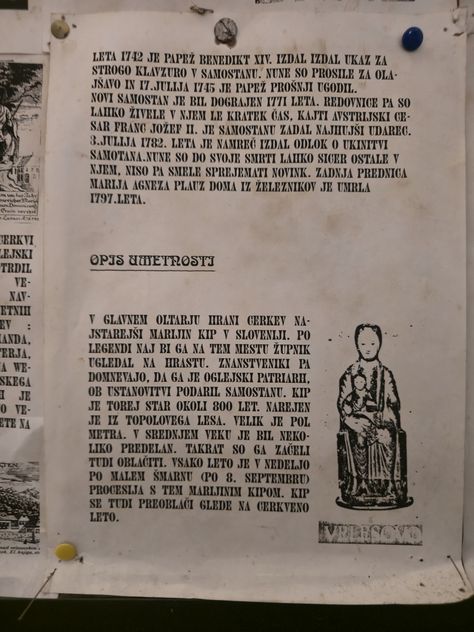 LETA 1742 JE PAPEŽ BENEDIKT XIV. IZDAL IZDAL UKAZ ZA
STROGO KLAVZURO V SAMOSTANU. NUNE SO PROSILE ZA OLA-
JŠAVO IN 17.JULIJA 1745 JE PAPEŽ PROŠNJI UGODIL.
NOVI SAMOSTAN JE BIL DOGRAJEN 1771 LETA. REDOVNICE PA SO
LAHKO ŽIVELE V NJEM LE KRATEK ČAS, KAJTI AVSTRIJSKI CE-
SAR FRANC JOŽEF II. JE SAMOSTANU ZADAL NAJHUJŠI UDAREC.
3.JULIJA 1782. LETA JE NAMREČ IZDAL ODLOK O UKINITVI
SAMOTANA.NUNE SO DO SVOJE SMRTI LAHKO SICER OSTALE V
NJEM, NISO PA SMELE SPREJEMATI NOVINK. ZADNJA PREDNICA
MARIJA AGNEZA PLAUZ DOMA IZ ŽELEZNIKOV JE UMRLA
1797.LETA.
OPIS UMETNOSTI
V GLAVNEM OLTARJU HRANI CERKEV NA-
JSTAREJŠI MARIJIN KIP V SLOVENIJI. PO
LEGENDI NAJ BI GA NA TEM MESTU ŽUPNIK
UGLEDAL NA HRASTU. ZNANSTVENIKI PA
DOMNEVAJO, DA GA JE OGLEJSKI PATRIARH,
OB USTANOVITVI PODARIL SAMOSTANU. KIP
JE TOREJ STAR OKOLI 800 LET. NAREJEN
JE IZ TOPOLOVEGA LESA. VELIK JE POL
METRA. V SREDNJEM VEKU JE BIL NEKO-
LIKO PREDELAN. TAKRAT SO GA ZAČELI
TUDI OBLAČITI. VSAKO LETO JE V NEDELJO
PO MALEM ŠMARNU (PO 8. SEPTEMBRU)
PROCESIJA S TEM MARIJINIM KIPOM. KIP
SE TUDI PREOBLAČI GLEDE NA CERKVENO
LETO.
VELESOVO